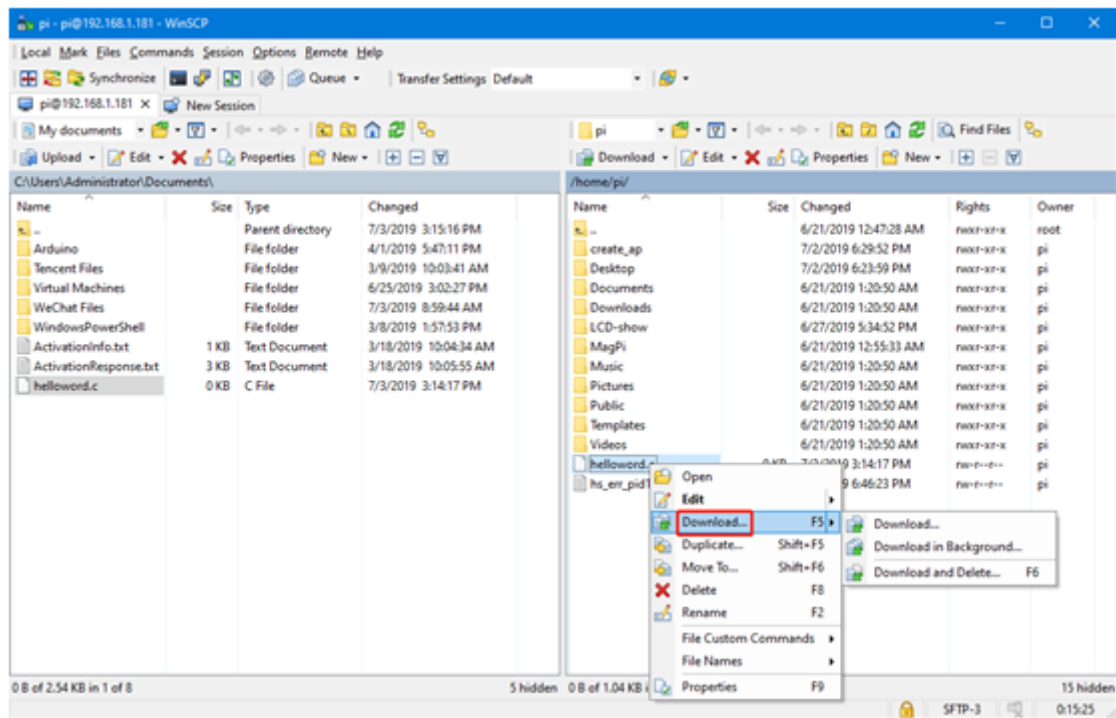 pi - pi@192.168.1.181 - WinSCP
Local Mark Files Commands Session Options Remote Help
Synchronize Queue Transfer Settings Default
pi@192.168.1.181 New Session
My documents
Upload Edit Properties New
C:\Users\Administrator\Documents\
Name Size Type Changed
.. Parent directory 7/3/2019 3:15:16 PM
Arduino File folder 4/1/2019 5:47:11 PM
Tencent Files File folder 3/9/2019 10:03:41 AM
Virtual Machines File folder 6/25/2019 3:02:27 PM
WeChat Files File folder 7/3/2019 8:59:44 AM
WindowsPowerShell File folder 3/8/2019 1:57:53 PM
ActivationInfo.txt 1 KB Text Document 3/18/2019 10:04:34 AM
ActivationResponse.txt 3 KB Text Document 3/18/2019 10:05:55 AM
helloword.c 0 KB C File 7/3/2019 3:14:17 PM
0 B of 2.54 KB in 1 of 8 5 hidden
pi Find Files
Download Edit Properties New
/home/pi/
Name Size Changed Rights Owner
.. 6/21/2019 12:47:28 AM rwxr-xr-x root
create_ap 7/2/2019 6:29:52 PM rwxr-xr-x pi
Desktop 7/2/2019 6:23:59 PM rwxr-xr-x pi
Documents 6/21/2019 1:20:50 AM rwxr-xr-x pi
Downloads 6/21/2019 1:20:50 AM rwxr-xr-x pi
LCD-show 6/27/2019 5:34:52 PM rwxr-xr-x pi
MagPi 6/21/2019 12:55:33 AM rwxr-xr-x pi
Music 6/21/2019 1:20:50 AM rwxr-xr-x pi
Pictures 6/21/2019 1:20:50 AM rwxr-xr-x pi
Public 6/21/2019 1:20:50 AM rwxr-xr-x pi
Templates 6/21/2019 1:20:50 AM rwxr-xr-x pi
Videos 6/21/2019 1:20:50 AM rwxr-xr-x pi
helloword. 3:14:17 PM rw-r--r-- pi
hs_err_pid1 9 6:46:23 PM rw-r--r-- pi
Open
Edit
Download... F5
Duplicate... Shift+F5
Move To... Shift+F6
Delete F8
Rename F2
File Custom Commands
File Names
Properties F9
Download...
Download in Background...
Download and Delete... F6
0 B of 1.04 KB 15 hidden
SFTP-3 0:15:25